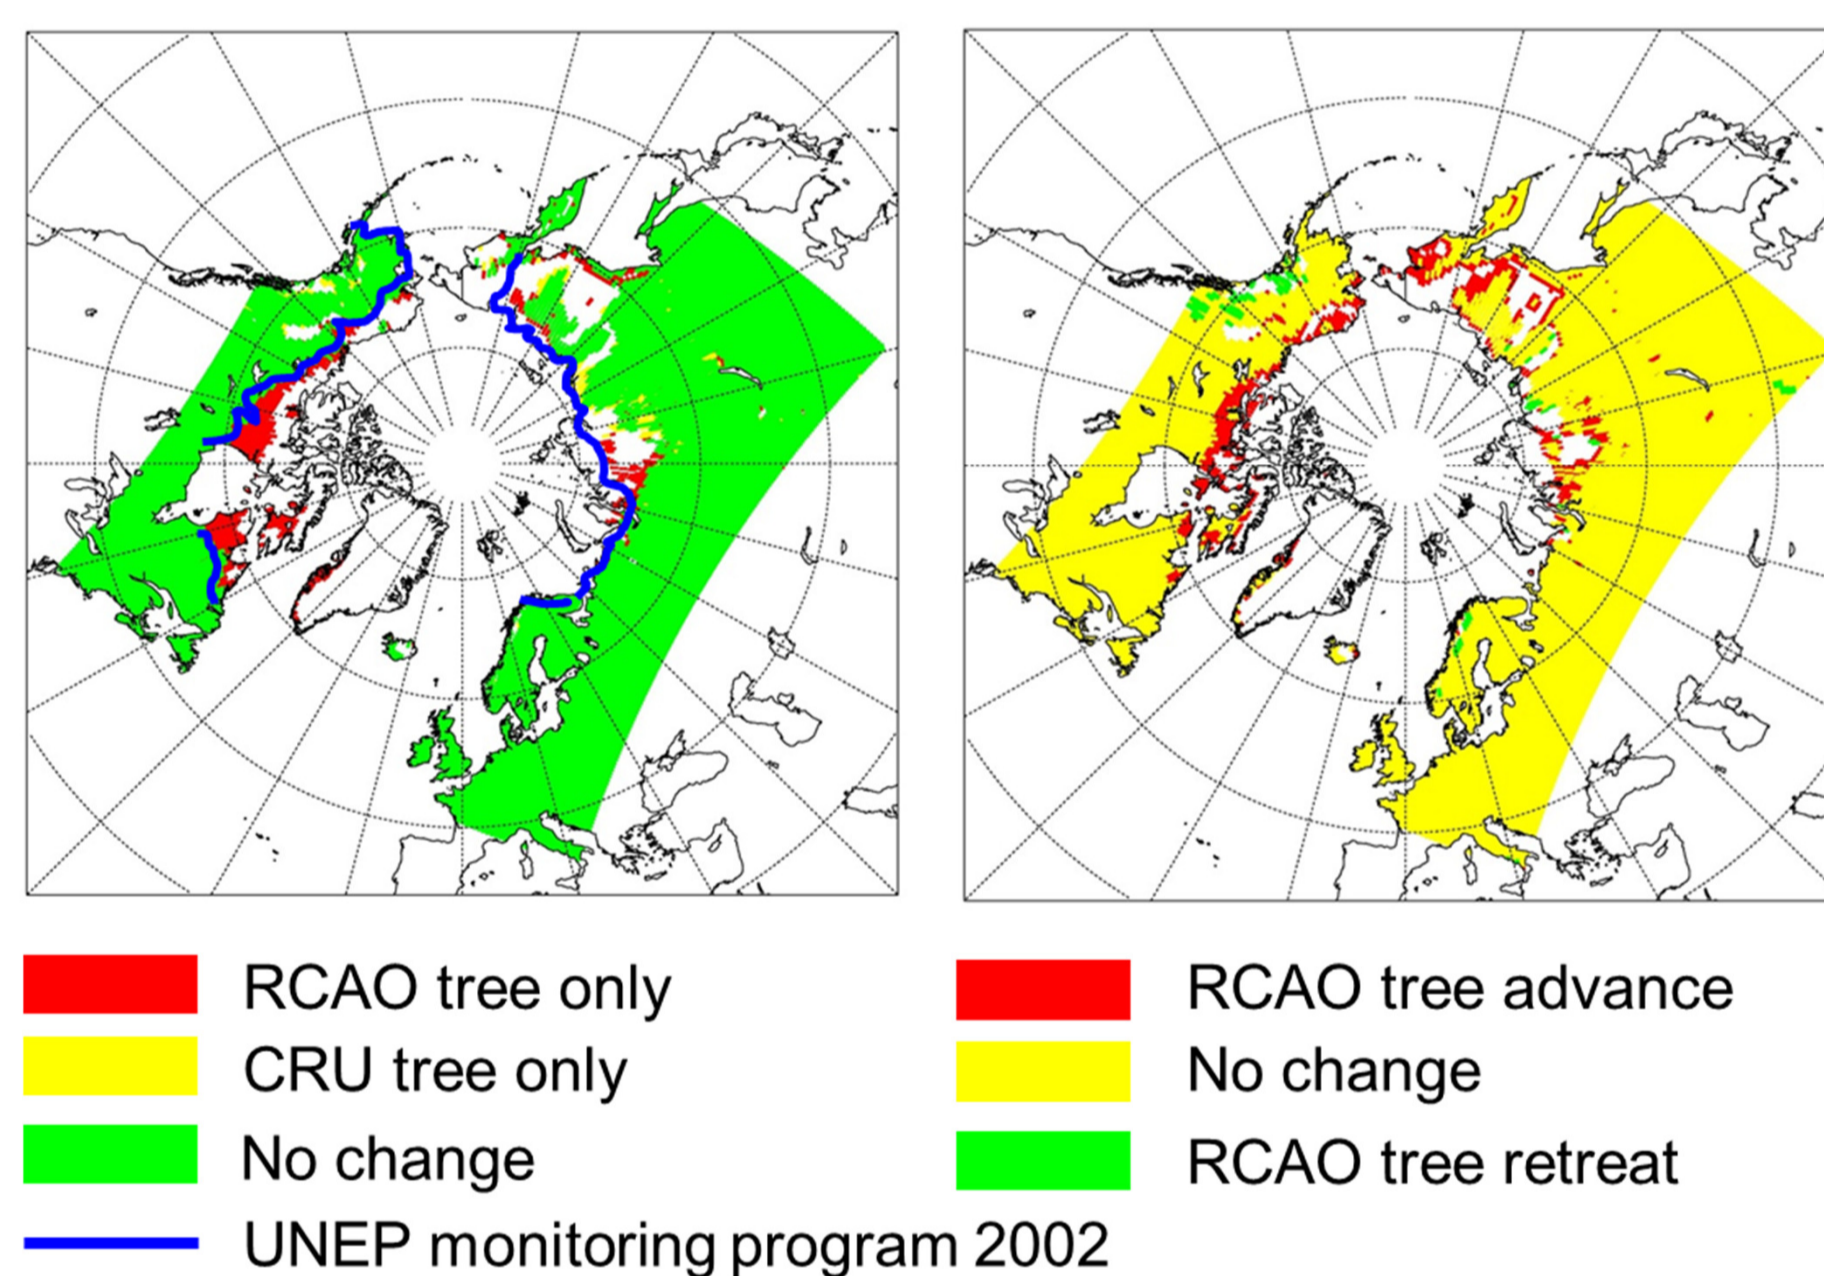 RCAO tree only
CRU tree only
No change
UNEP monitoring program 2002
RCAO tree advance
No change
RCAO tree retreat